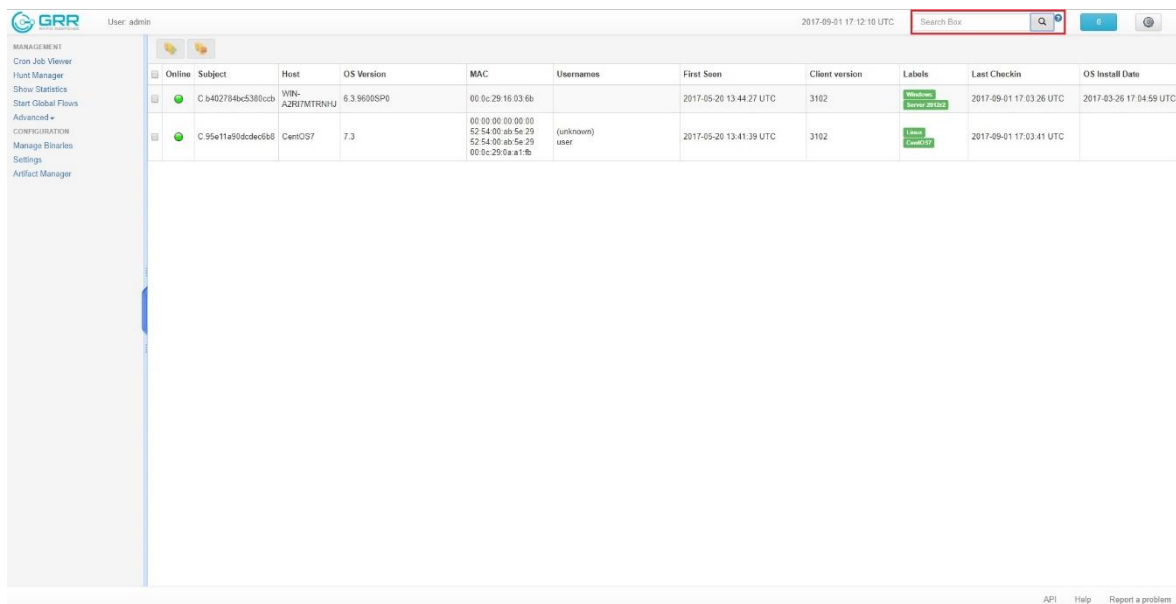 GRR
User: admin
2017-09-01 17:12:10 UTC
Search Box
0
MANAGEMENT
Cron Job Viewer
Hunt Manager
Show Statistics
Start Global Flows
Advanced
CONFIGURATION
Manage Binaries
Settings
Artifact Manager
Online Subject Host OS Version MAC Usernames First Seen Client version Labels Last Checkin OS Install Date
C.b402784bc5380ccb WIN-
A2RI7MTRNHJ 6.3.9600SP0 00:0c:29:16:03:6b 2017-05-20 13:44:27 UTC 3102 Windows
Server 2012r2 2017-09-01 17:03:26 UTC 2017-03-26 17:04:59 UTC
C.95e11a90dcdec6b8 CentOS7 7.3 00:00:00:00:00:00
52:54:00:ab:5e:29
52:54:00:ab:5e:29
00:0c:29:0a:a1:fb (unknown)
user 2017-05-20 13:41:39 UTC 3102 Linux
CentOS7 2017-09-01 17:03:41 UTC
API Help Report a problem